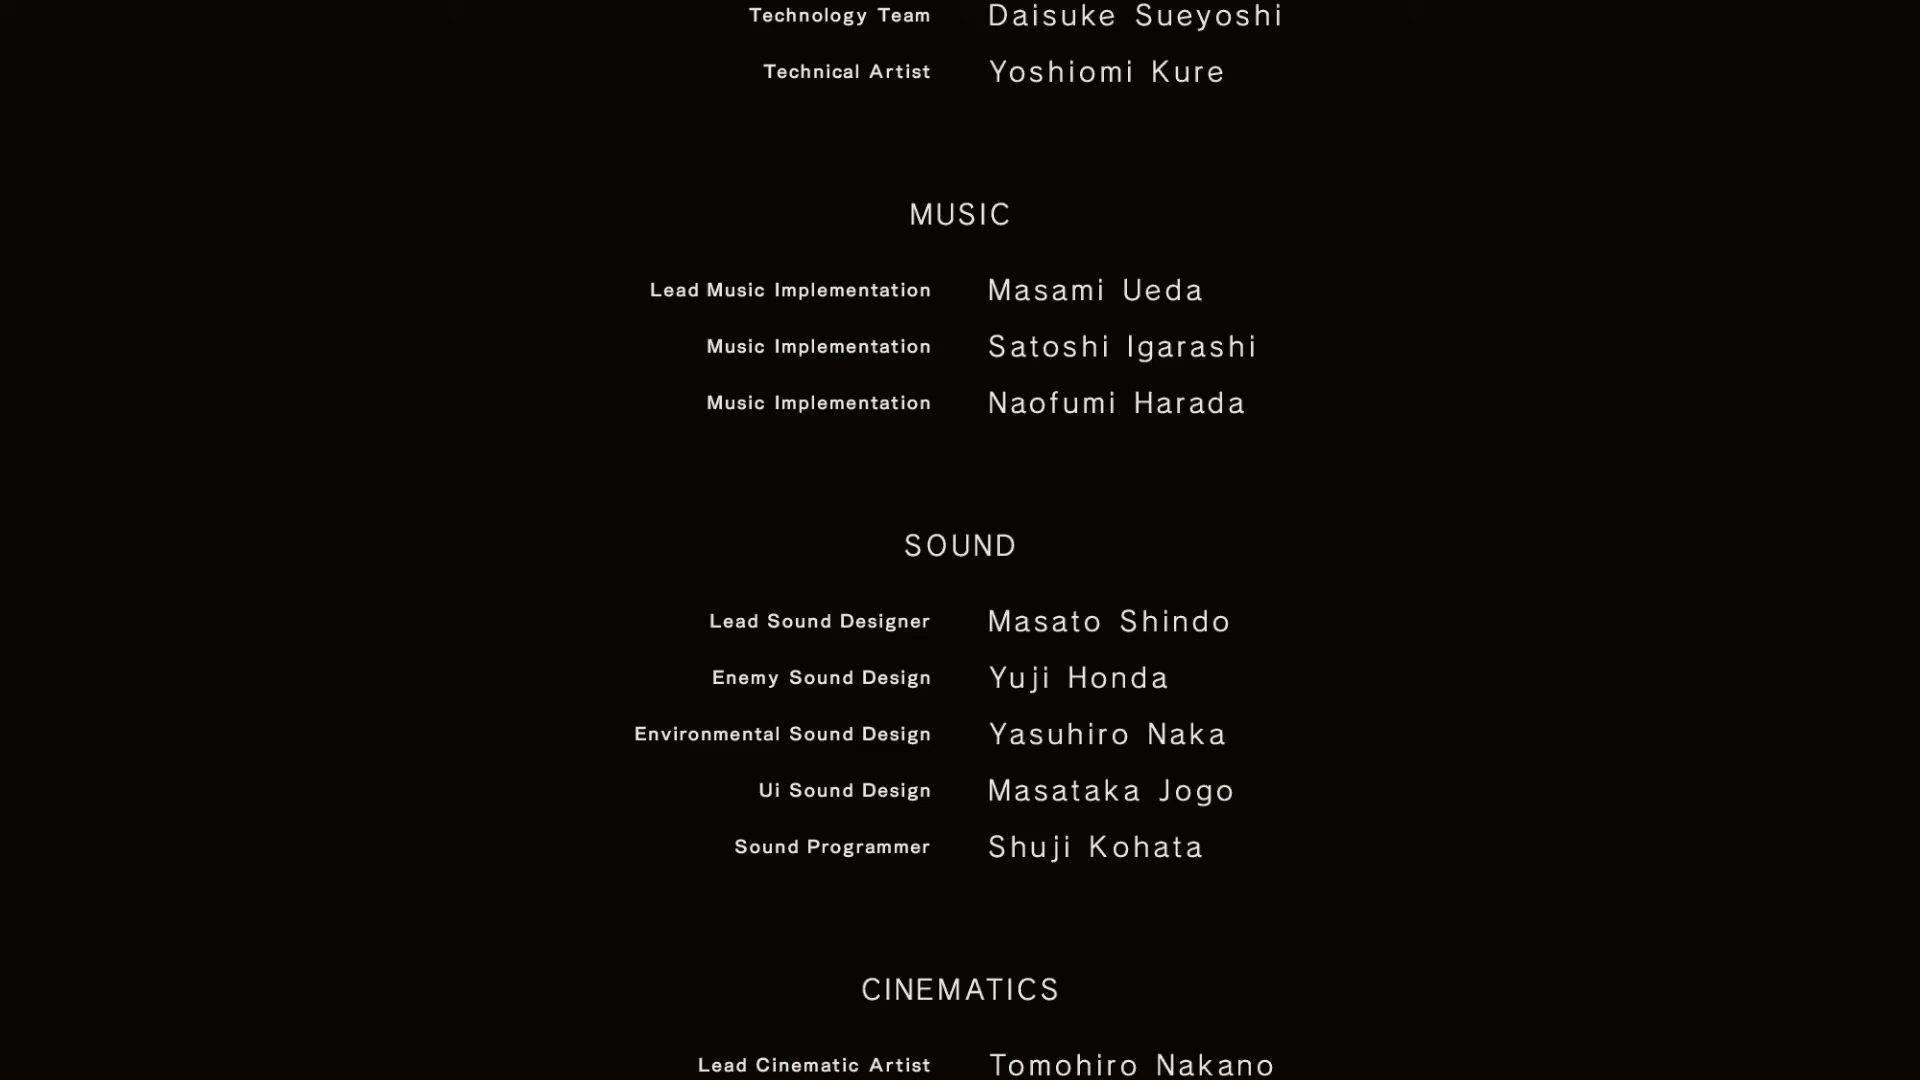 Technology Team Daisuke Sueyoshi
Technical Artist Yoshiomi Kure
MUSIC
Lead Music Implementation Masami Ueda
Music Implementation Satoshi Igarashi
Music Implementation Naofumi Harada
SOUND
Lead Sound Designer Masato Shindo
Enemy Sound Design Yuji Honda
Environmental Sound Design Yasuhiro Naka
Ui Sound Design Masataka Jogo
Sound Programmer Shuji Kohata
CINEMATICS
Lead Cinematic Artist Tomohiro Nakano